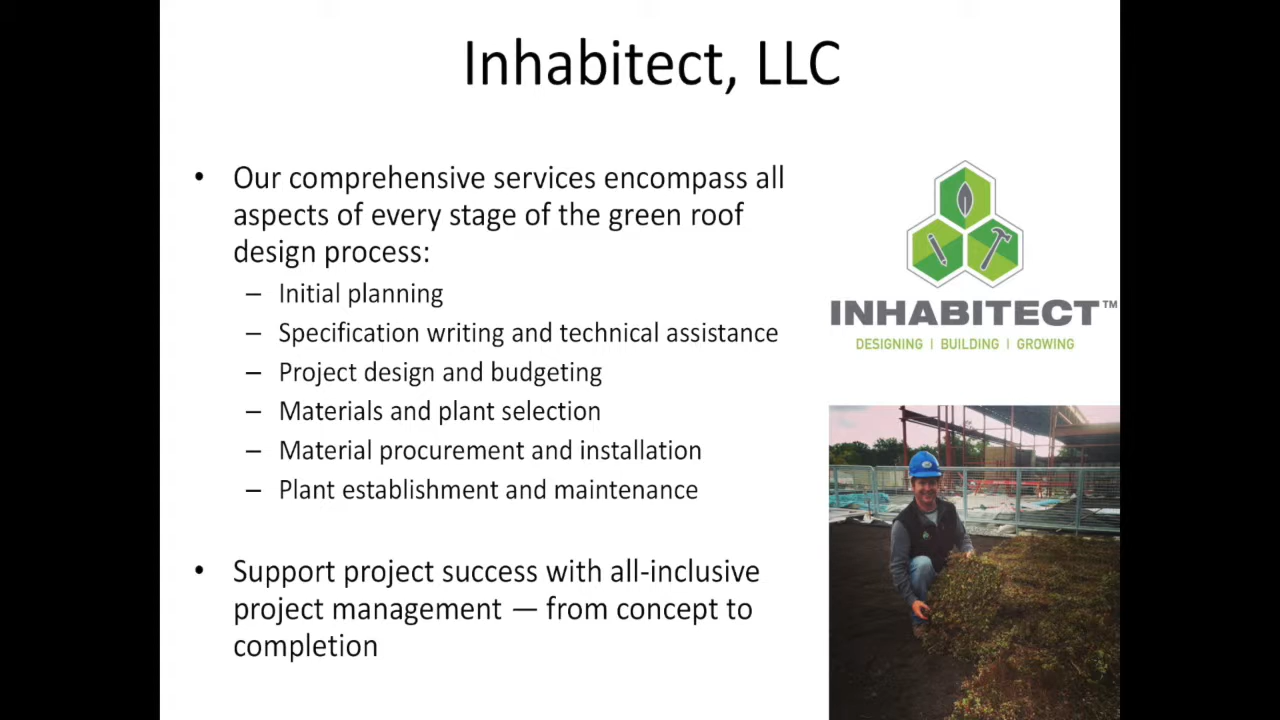 Inhabitect, LLC
• Our comprehensive services encompass all
aspects of every stage of the green roof
design process:
– Initial planning
– Specification writing and technical assistance
– Project design and budgeting
– Materials and plant selection
– Material procurement and installation
– Plant establishment and maintenance
• Support project success with all-inclusive
project management — from concept to
completion
INHABITECT™
DESIGNING | BUILDING | GROWING